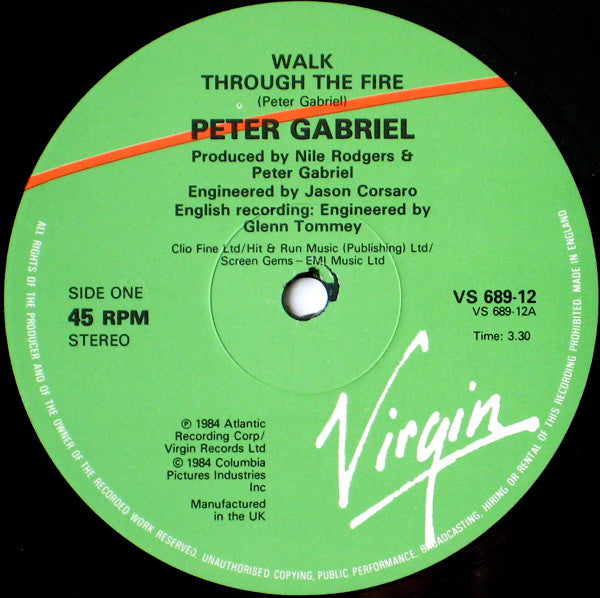 WALK
THROUGH THE FIRE
(Peter Gabriel)
PETER GABRIEL
Produced by Nile Rodgers &
Peter Gabriel
Engineered by Jason Corsaro
English recording: Engineered by
Glenn Tommey
Clio Fine Ltd/Hit & Run Music (Publishing) Ltd/
Screen Gems – EMI Music Ltd
SIDE ONE
45 RPM
STEREO
VS 689-12
VS 689-12A
Time: 3.30
℗ 1984 Atlantic
Recording Corp/
Virgin Records Ltd
© 1984 Columbia
Pictures Industries
Inc
Manufactured
in the UK
Virgin
ALL RIGHTS OF THE PRODUCER AND OF THE OWNER OF THE RECORDED WORK RESERVED. UNAUTHORISED COPYING, PUBLIC PERFORMANCE, BROADCASTING, HIRING OR RENTAL OF THIS RECORDING PROHIBITED. MADE IN ENGLAND